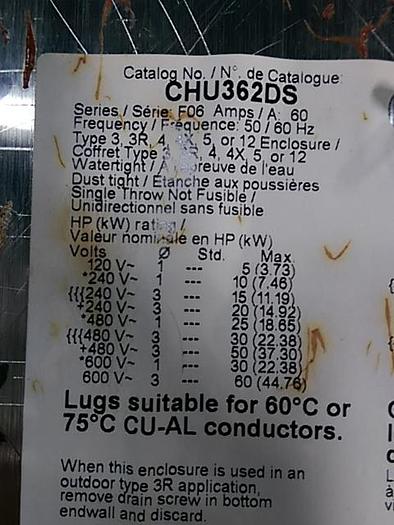 Catalog No. / N°. de Catalogue:
CHU362DS
Series / Série: F06 Amps / A: 60
Frequency / Fréquence: 50 / 60 Hz
Type 3, 3R, 4, 4X, 5, or 12 Enclosure /
Coffret Type 3, 4, 4X, 5, or 12
Watertight / preuve de l'eau
Dust tight / Étanche aux poussières
Single Throw Not Fusible /
Unidirectionnel sans fusible
HP (kW) rating /
Valeur nominale en HP (kW)
Volts Ø Std. Max.
120 V~ 1 --- 5 (3.73)
*240 V~ 1 --- 10 (7.46)
{{{240 V~ 3 --- 15 (11.19)
+240 V~ 3 --- 20 (14.92)
*480 V~ 1 --- 25 (18.65)
{{{480 V~ 3 --- 30 (22.38)
+480 V~ 3 --- 50 (37.30)
*600 V~ 1 --- 30 (22.38)
600 V~ 3 --- 60 (44.76)
Lugs suitable for 60°C or
75°C CU-AL conductors.
When this enclosure is used in an
outdoor type 3R application,
remove drain screw in bottom
endwall and discard.